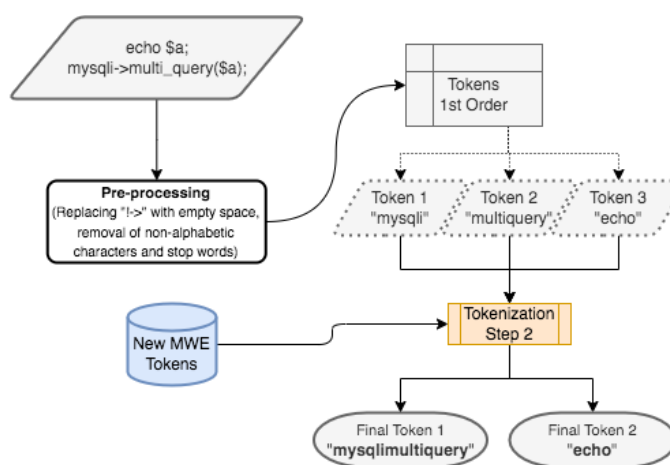 echo $a;
mysqli->multi_query($a);
Tokens
1st Order
Pre-processing
(Replacing "!->" with empty space,
removal of non-alphabetic
characters and stop words)
Token 1
"mysqli"
Token 2
"multiquery"
Token 3
"echo"
New MWE
Tokens
Tokenization
Step 2
Final Token 1
"mysqlimultiquery"
Final Token 2
"echo"